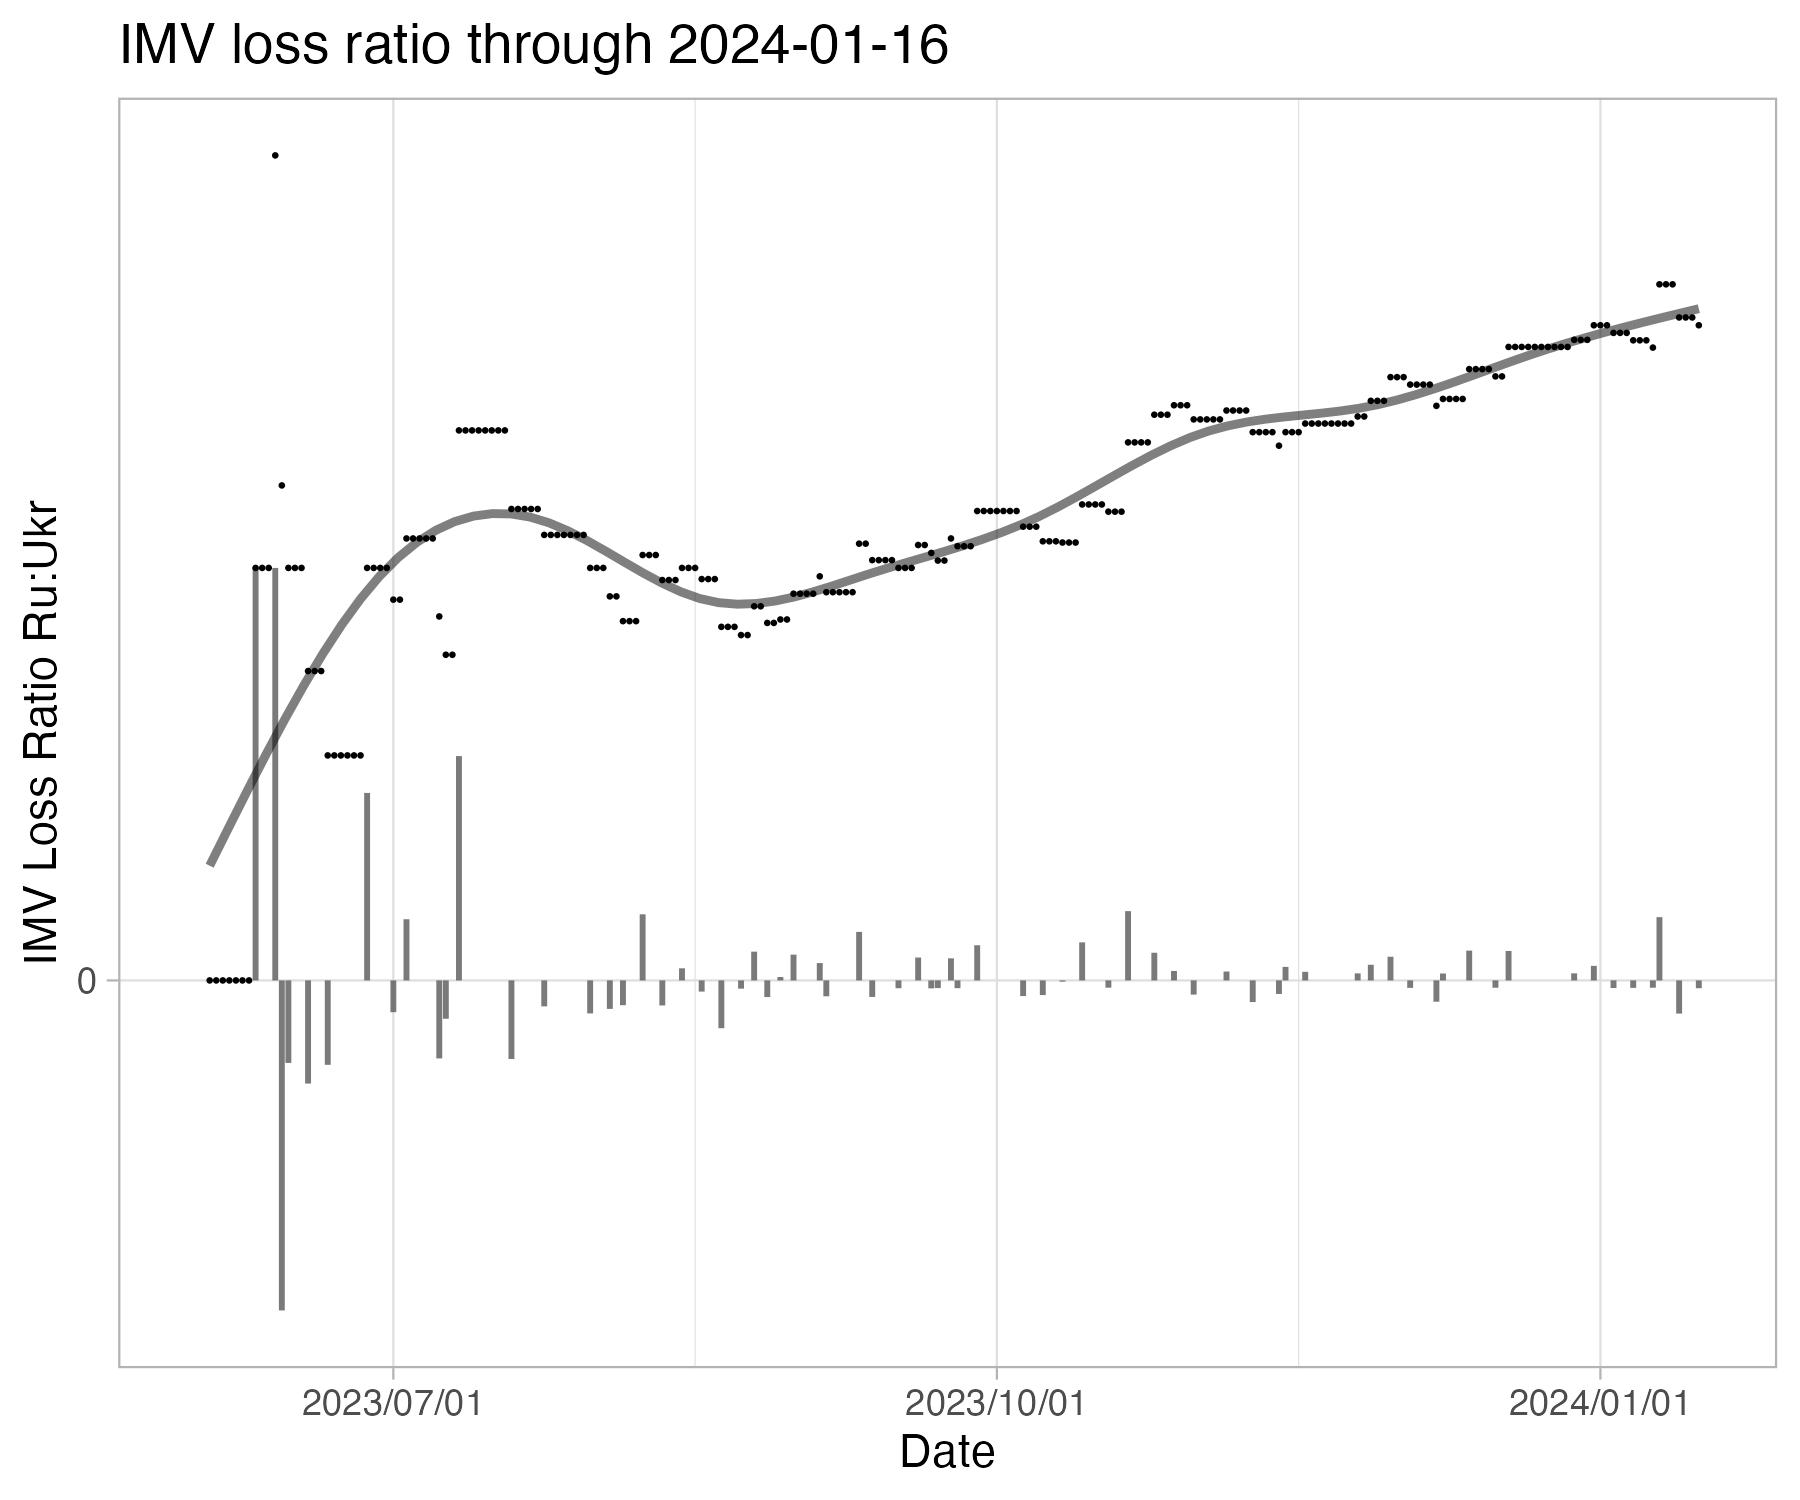 IMV loss ratio through 2024-01-16
IMV Loss Ratio Ru:Ukr
0
2023/07/01
2023/10/01
2024/01/01
Date